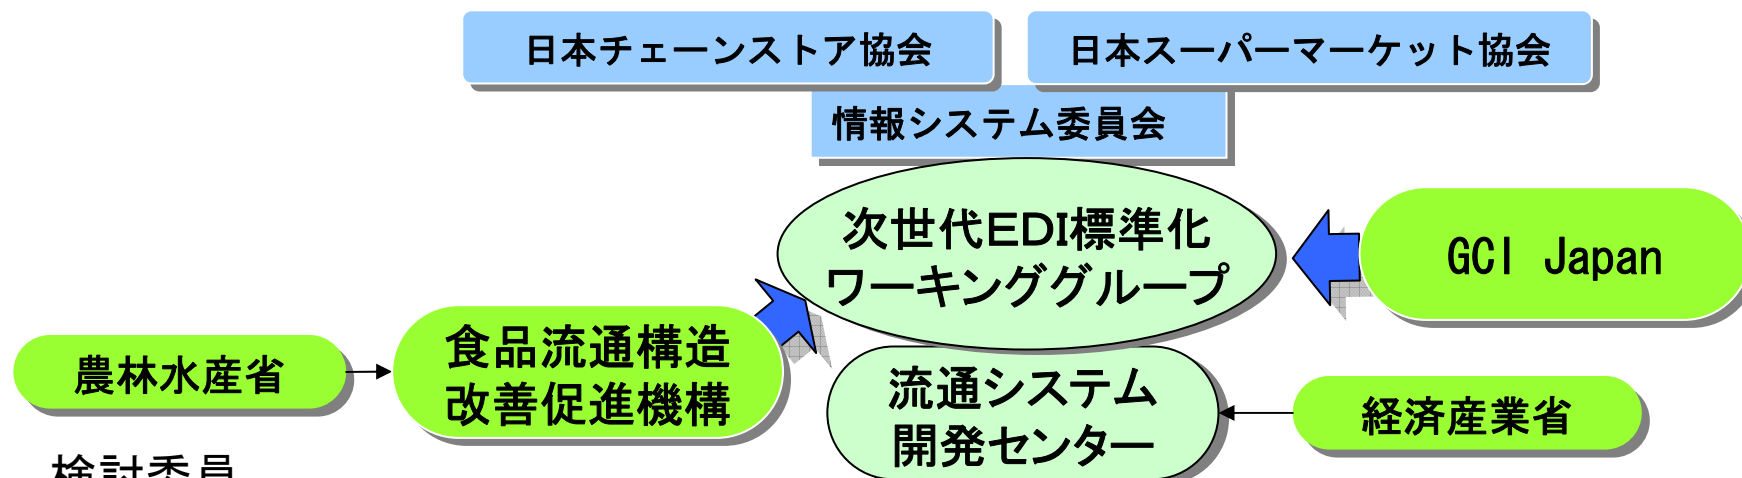 日本チェーンストア協会
日本スーパーマーケット協会
情報システム委員会
次世代EDI標準化
ワーキンググループ
GCI Japan
食品流通構造
改善促進機構
農林水産省
流通システム
開発センター
経済産業省
検討委員